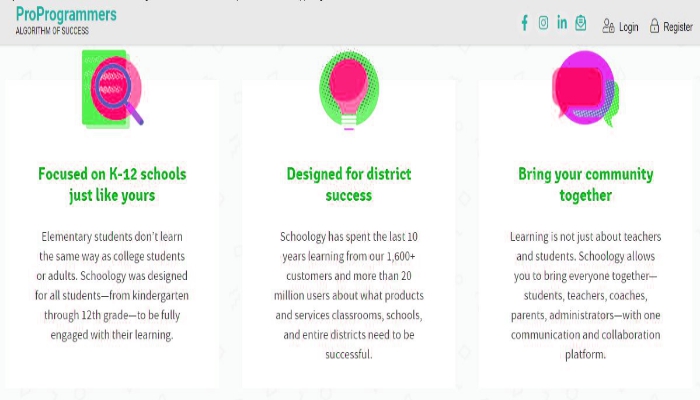 ProProgrammers
ALGORITHM OF SUCCESS
Login
Register
Focused on K-12 schools
just like yours
Elementary students don't learn
the same way as college students
or adults. Schoology was designed
for all students—from kindergarten
through 12th grade—to be fully
engaged with their learning.
Designed for district
success
Schoology has spent the last 10
years learning from our 1,600+
customers and more than 20
million users about what products
and services classrooms, schools,
and entire districts need to be
successful.
Bring your community
together
Learning is not just about teachers
and students. Schoology allows
you to bring everyone together—
students, teachers, coaches,
parents, administrators—with one
communication and collaboration
platform.